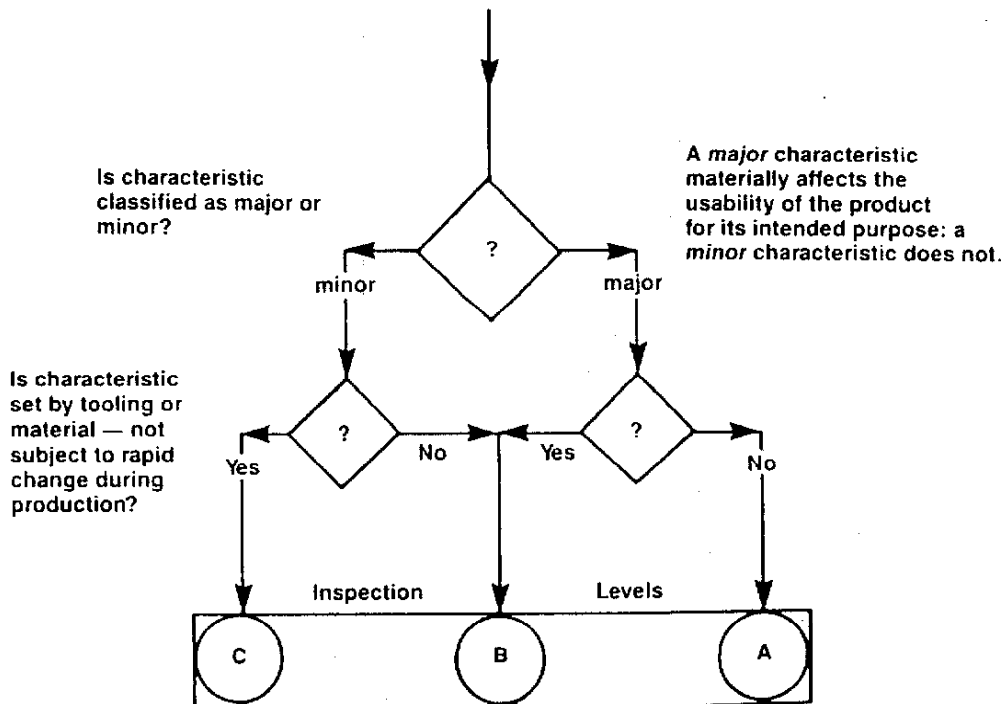 Is characteristic
classified as major or
minor?
A major characteristic
materially affects the
usability of the product
for its intended purpose: a
minor characteristic does not.
?
minor
major
Is characteristic
set by tooling or
material — not
subject to rapid
change during
production?
?
?
Yes
No
Yes
No
Inspection
Levels
C
B
A